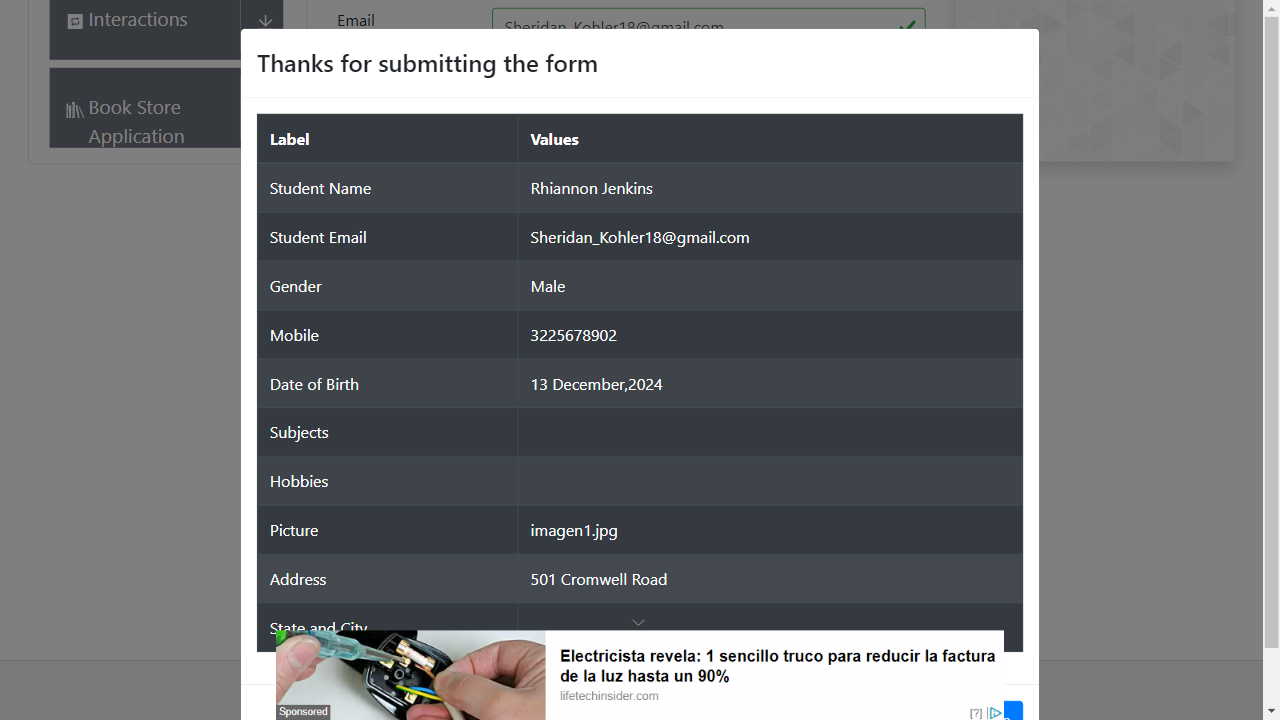 Interactions
Email
Sheridan_Kohler18@gmail.com
Thanks for submitting the form
Book Store
Application
Label Values
Student Name Rhiannon Jenkins
Student Email Sheridan_Kohler18@gmail.com
Gender Male
Mobile 3225678902
Date of Birth 13 December,2024
Subjects
Hobbies
Picture imagen1.jpg
Address 501 Cromwell Road
State and City
Electricista revela: 1 sencillo truco para reducir la factura
de la luz hasta un 90%
lifetechinsider.com
Sponsored
[?]